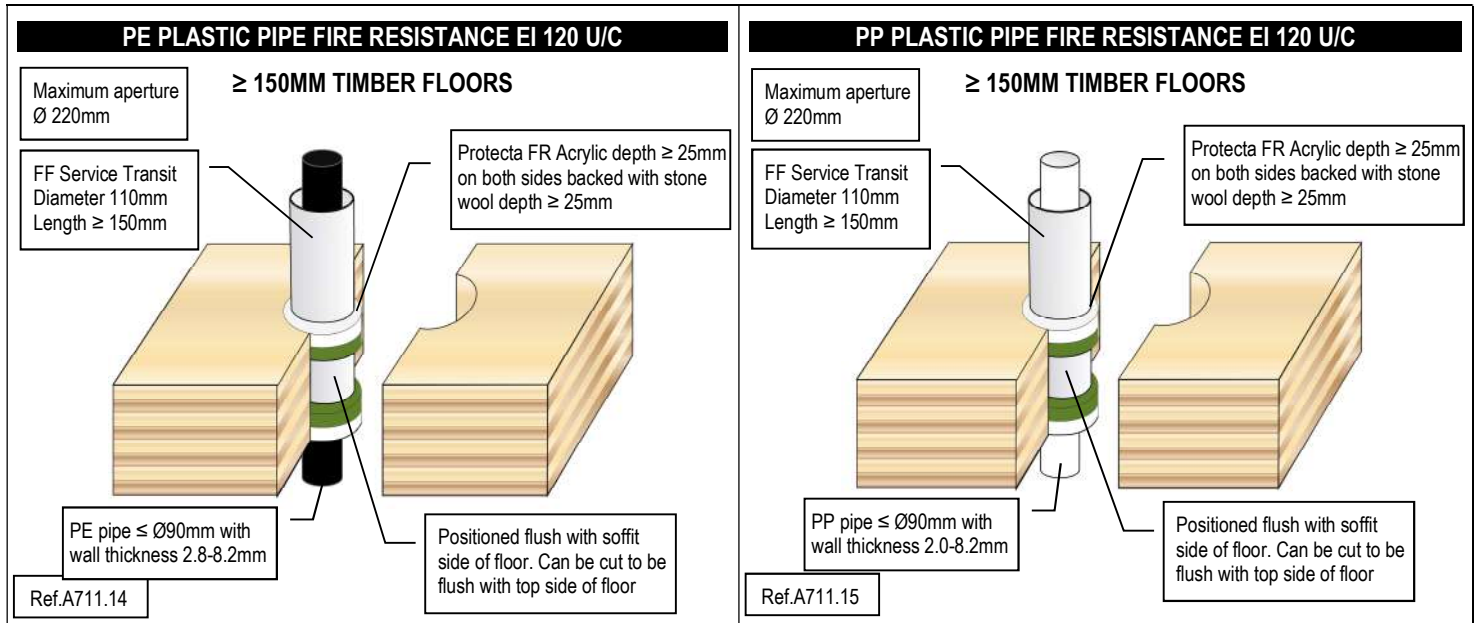 PE PLASTIC PIPE FIRE RESISTANCE EI 120 U/C
≥ 150MM TIMBER FLOORS
Maximum aperture
Ø 220mm
FF Service Transit
Diameter 110mm
Length ≥ 150mm
Protecta FR Acrylic depth ≥ 25mm
on both sides backed with stone
wool depth ≥ 25mm
PE pipe ≤ Ø90mm with
wall thickness 2.8-8.2mm
Positioned flush with soffit
side of floor. Can be cut to be
flush with top side of floor
Ref.A711.14
PP PLASTIC PIPE FIRE RESISTANCE EI 120 U/C
≥ 150MM TIMBER FLOORS
Maximum aperture
Ø 220mm
FF Service Transit
Diameter 110mm
Length ≥ 150mm
Protecta FR Acrylic depth ≥ 25mm
on both sides backed with stone
wool depth ≥ 25mm
PP pipe ≤ Ø90mm with
wall thickness 2.0-8.2mm
Positioned flush with soffit
side of floor. Can be cut to be
flush with top side of floor
Ref.A711.15